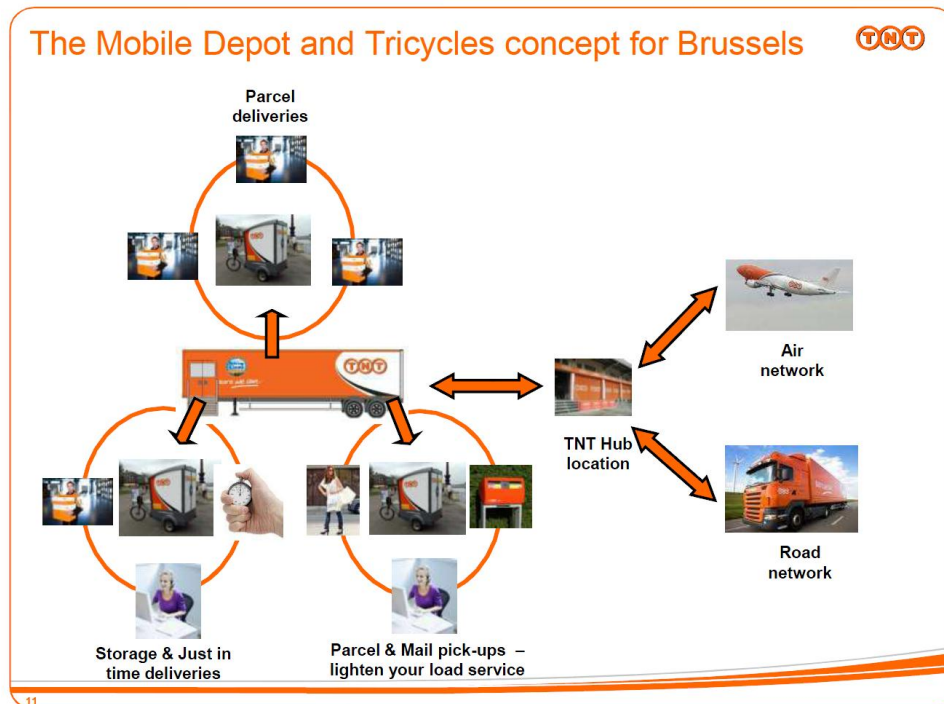 The Mobile Depot and Tricycles concept for Brussels
TNT
Parcel
deliveries
TNT
Air
network
TNT Hub
location
Road
network
Storage & Just in
time deliveries
Parcel & Mail pick-ups –
lighten your load service
11